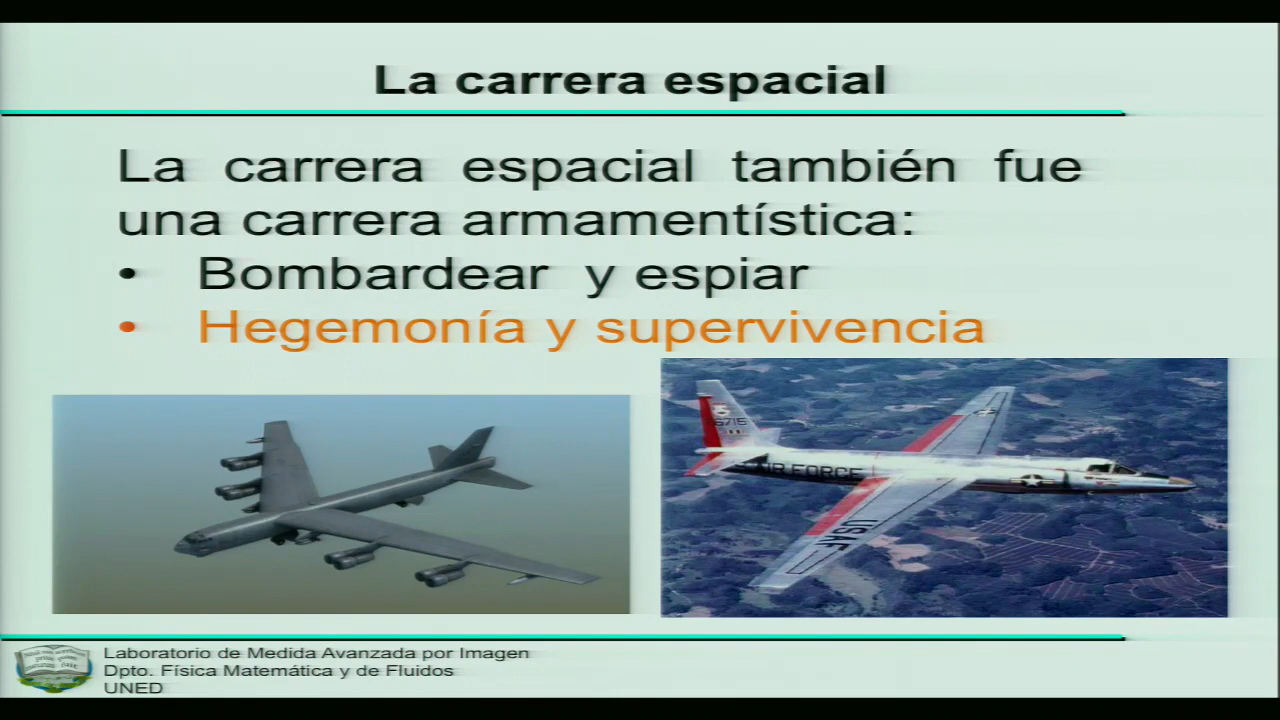 La carrera espacial
La carrera espacial también fue
una carrera armamentística:
• Bombardear y espiar
• Hegemonía y supervivencia
AIR FORCE
USAF
Laboratorio de Medida Avanzada por Imagen
Dpto. Física Matemática y de Fluidos
UNED